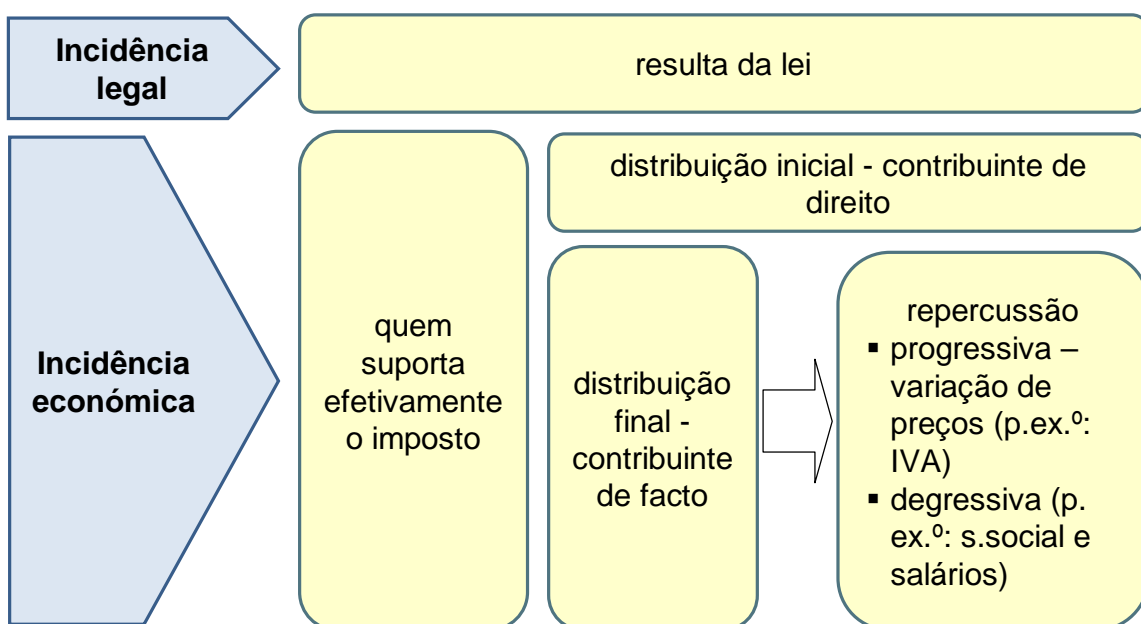 Incidência
legal
resulta da lei
Incidência
económica
quem
suporta
efetivamente
o imposto
distribuição inicial - contribuinte de
direito
distribuição
final -
contribuinte
de facto
repercussão
▪ progressiva –
variação de
preços (p.ex.º:
IVA)
▪ degressiva (p.
ex.º: s.social e
salários)